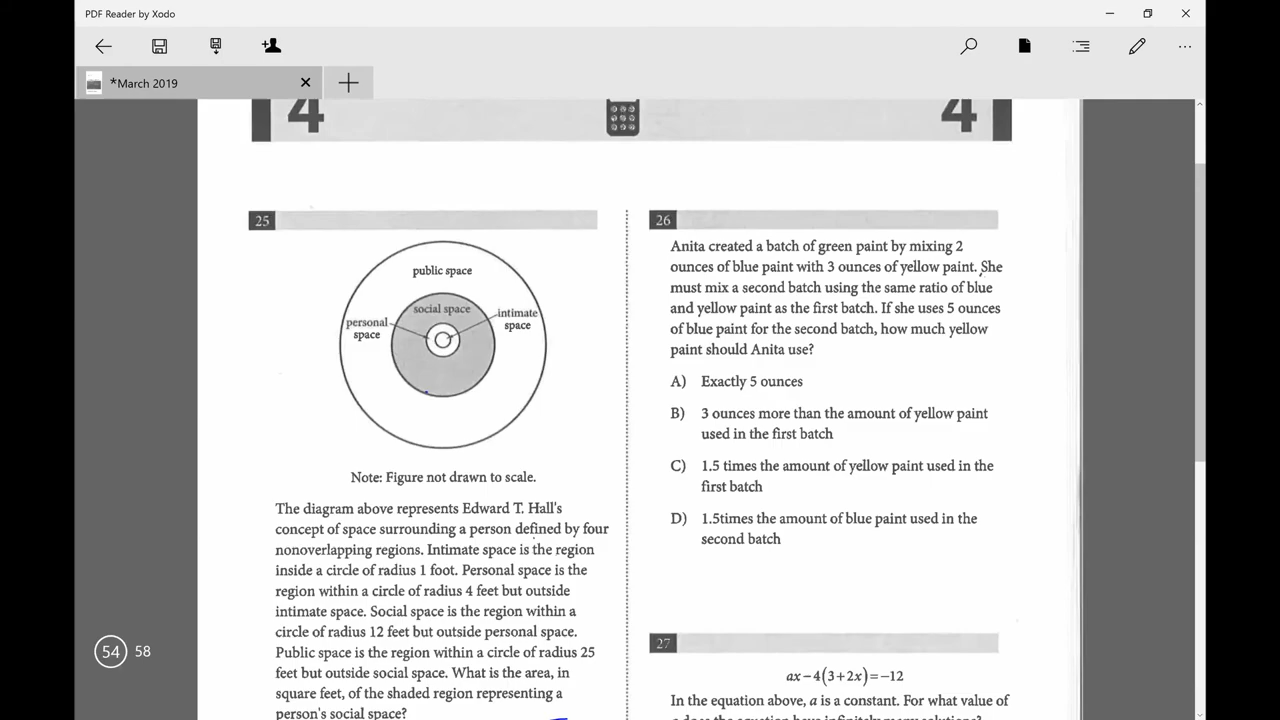 PDF Reader by Xodo
*March 2019
4
4
25
public space
social space
intimate
space
personal
space
Note: Figure not drawn to scale.
The diagram above represents Edward T. Hall's
concept of space surrounding a person defined by four
nonoverlapping regions. Intimate space is the region
inside a circle of radius 1 foot. Personal space is the
region within a circle of radius 4 feet but outside
intimate space. Social space is the region within a
circle of radius 12 feet but outside personal space.
Public space is the region within a circle of radius 25
feet but outside social space. What is the area, in
square feet, of the shaded region representing a
person's social space?
26
Anita created a batch of green paint by mixing 2
ounces of blue paint with 3 ounces of yellow paint. She
must mix a second batch using the same ratio of blue
and yellow paint as the first batch. If she uses 5 ounces
of blue paint for the second batch, how much yellow
paint should Anita use?
A) Exactly 5 ounces
B) 3 ounces more than the amount of yellow paint
used in the first batch
C) 1.5 times the amount of yellow paint used in the
first batch
D) 1.5times the amount of blue paint used in the
second batch
27
ax−4(3+2x)=−12
In the equation above, a is a constant. For what value of
a does the equation have infinitely many solutions?
54 58